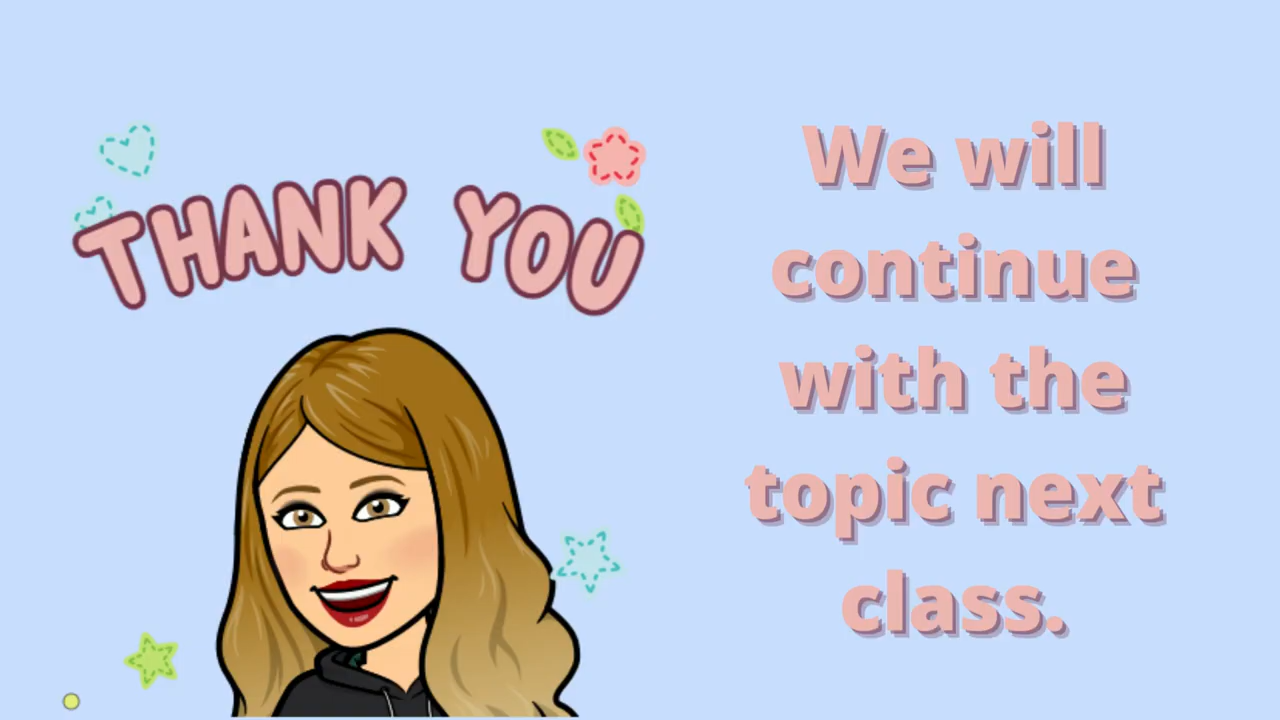 THANK YOU
We will
continue
with the
topic next
class.